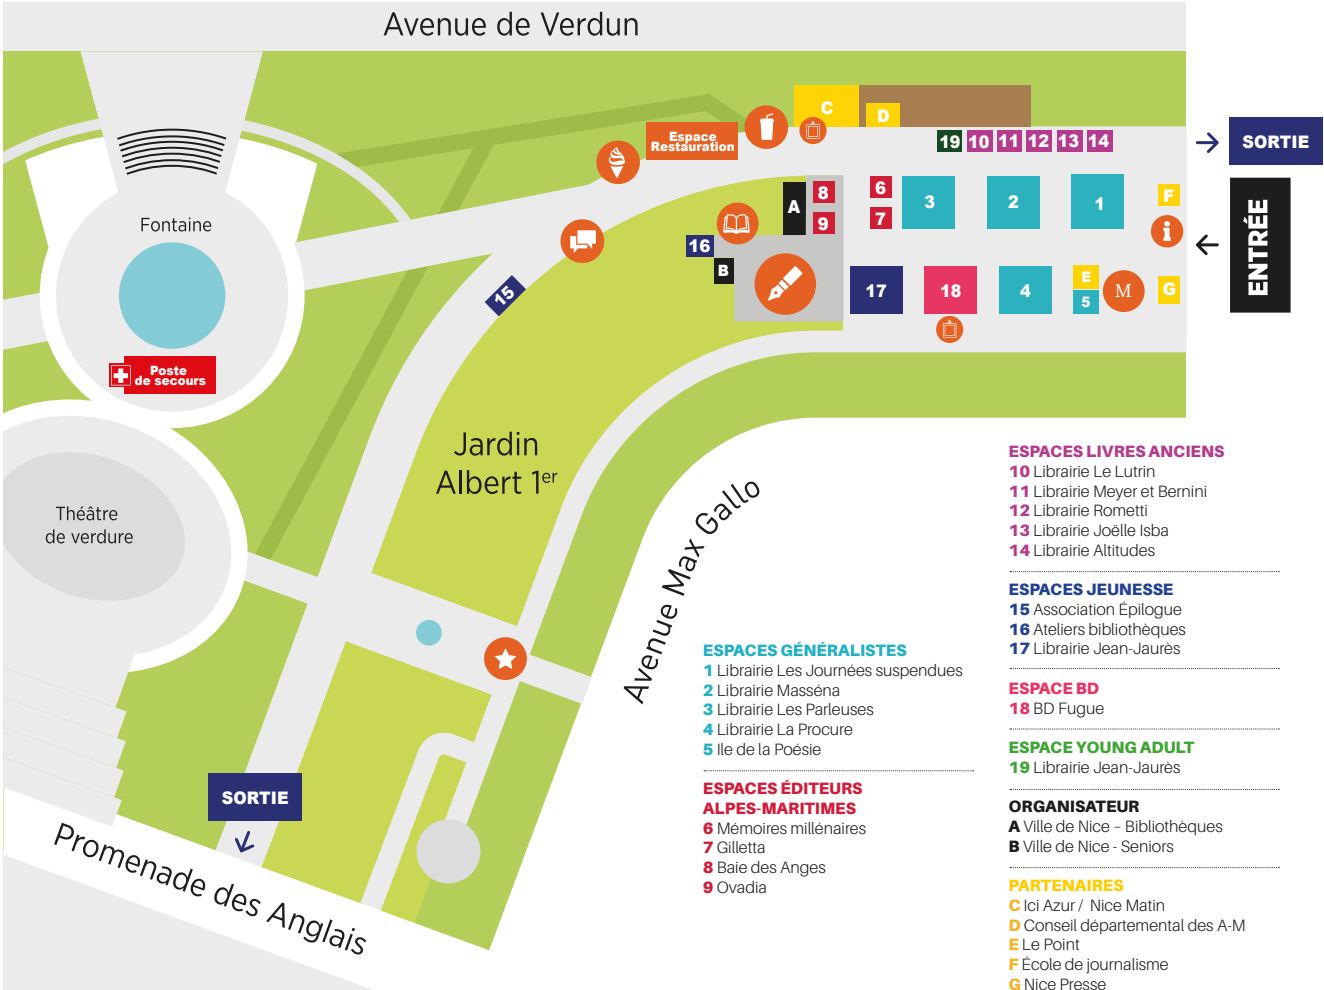 Avenue de Verdun
C
D
Espace
Restauration
19 10 11 12 13 14
SORTIE
ENTRÉE
A
8
9
6
7
3
2
1
F
i
Fontaine
16
B
15
17
18
4
E
5
M
G
Poste
de secours
Jardin
Albert 1er
Théâtre
de verdure
Avenue Max Gallo
SORTIE
Promenade des Anglais
ESPACES GÉNÉRALISTES
1 Librairie Les Journées suspendues
2 Librairie Masséna
3 Librairie Les Parleuses
4 Librairie La Procure
5 Ile de la Poésie
ESPACES ÉDITEURS
ALPES-MARITIMES
6 Mémoires millénaires
7 Gilletta
8 Baie des Anges
9 Ovadia
ESPACES LIVRES ANCIENS
10 Librairie Le Lutrin
11 Librairie Meyer et Bernini
12 Librairie Rometti
13 Librairie Joëlle Isba
14 Librairie Altitudes
ESPACES JEUNESSE
15 Association Épilogue
16 Ateliers bibliothèques
17 Librairie Jean-Jaurès
ESPACE BD
18 BD Fugue
ESPACE YOUNG ADULT
19 Librairie Jean-Jaurès
ORGANISATEUR
A Ville de Nice – Bibliothèques
B Ville de Nice - Seniors
PARTENAIRES
C Ici Azur / Nice Matin
D Conseil départemental des A-M
E Le Point
F École de journalisme
G Nice Presse